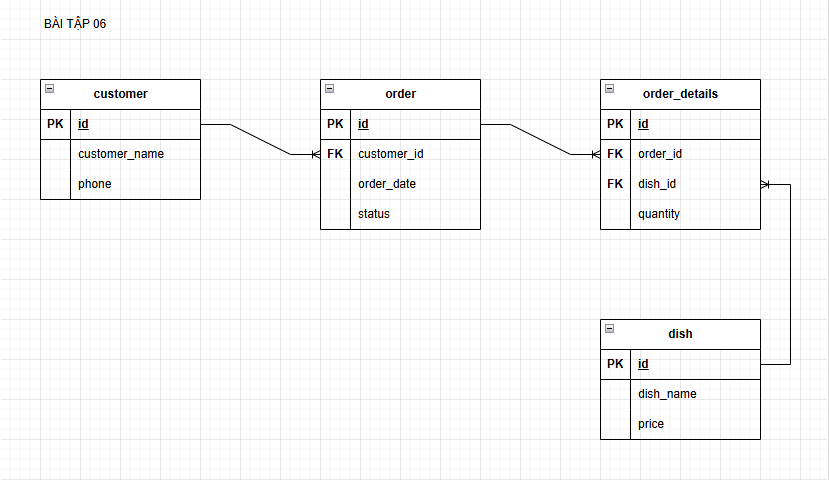 BÀI TẬP 06
customer
PK id
customer_name
phone
order
PK id
FK customer_id
order_date
status
order_details
PK id
FK order_id
FK dish_id
quantity
dish
PK id
dish_name
price